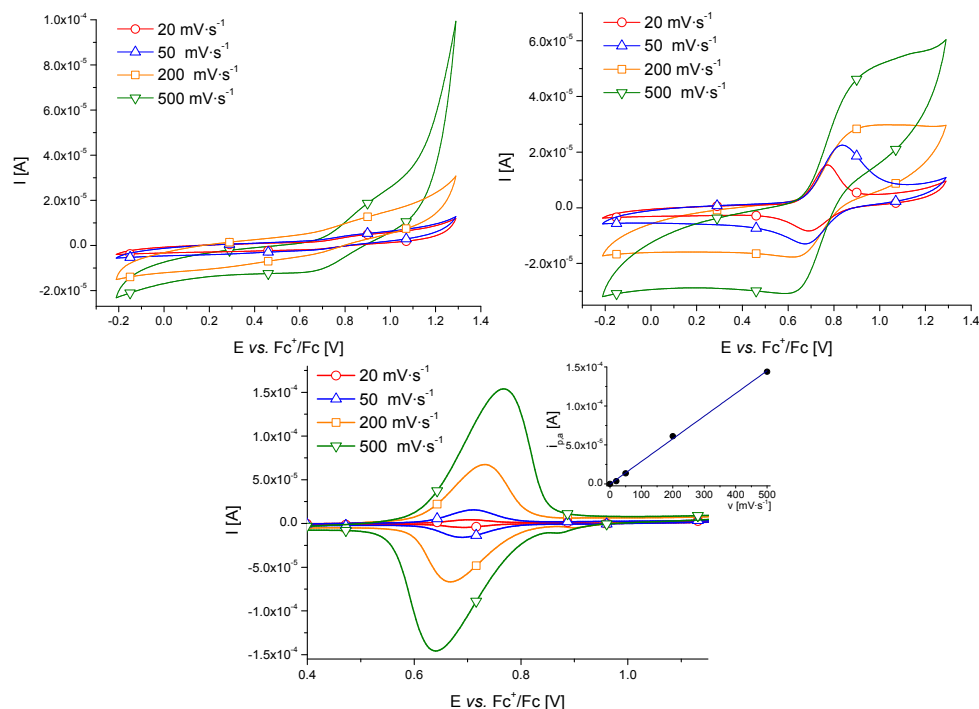 1.0x10⁻⁴
8.0x10⁻⁵
6.0x10⁻⁵
4.0x10⁻⁵
2.0x10⁻⁵
0.0
-2.0x10⁻⁵
I [A]
20 mV·s⁻¹
50 mV·s⁻¹
200 mV·s⁻¹
500 mV·s⁻¹
-0.2 0.0 0.2 0.4 0.6 0.8 1.0 1.2 1.4
E vs. Fc⁺/Fc [V]
6.0x10⁻⁵
4.0x10⁻⁵
2.0x10⁻⁵
0.0
-2.0x10⁻⁵
I [A]
20 mV·s⁻¹
50 mV·s⁻¹
200 mV·s⁻¹
500 mV·s⁻¹
-0.2 0.0 0.2 0.4 0.6 0.8 1.0 1.2 1.4
E vs. Fc⁺/Fc [V]
1.5x10⁻⁴
1.0x10⁻⁴
5.0x10⁻⁵
0.0
-5.0x10⁻⁵
-1.0x10⁻⁴
-1.5x10⁻⁴
I [A]
20 mV·s⁻¹
50 mV·s⁻¹
200 mV·s⁻¹
500 mV·s⁻¹
0.4 0.6 0.8 1.0
E vs. Fc⁺/Fc [V]
1.5x10⁻⁴
1.0x10⁻⁴
5.0x10⁻⁵
0.0
i p,a [A]
0 100 200 300 400 500
v [mV·s⁻¹]